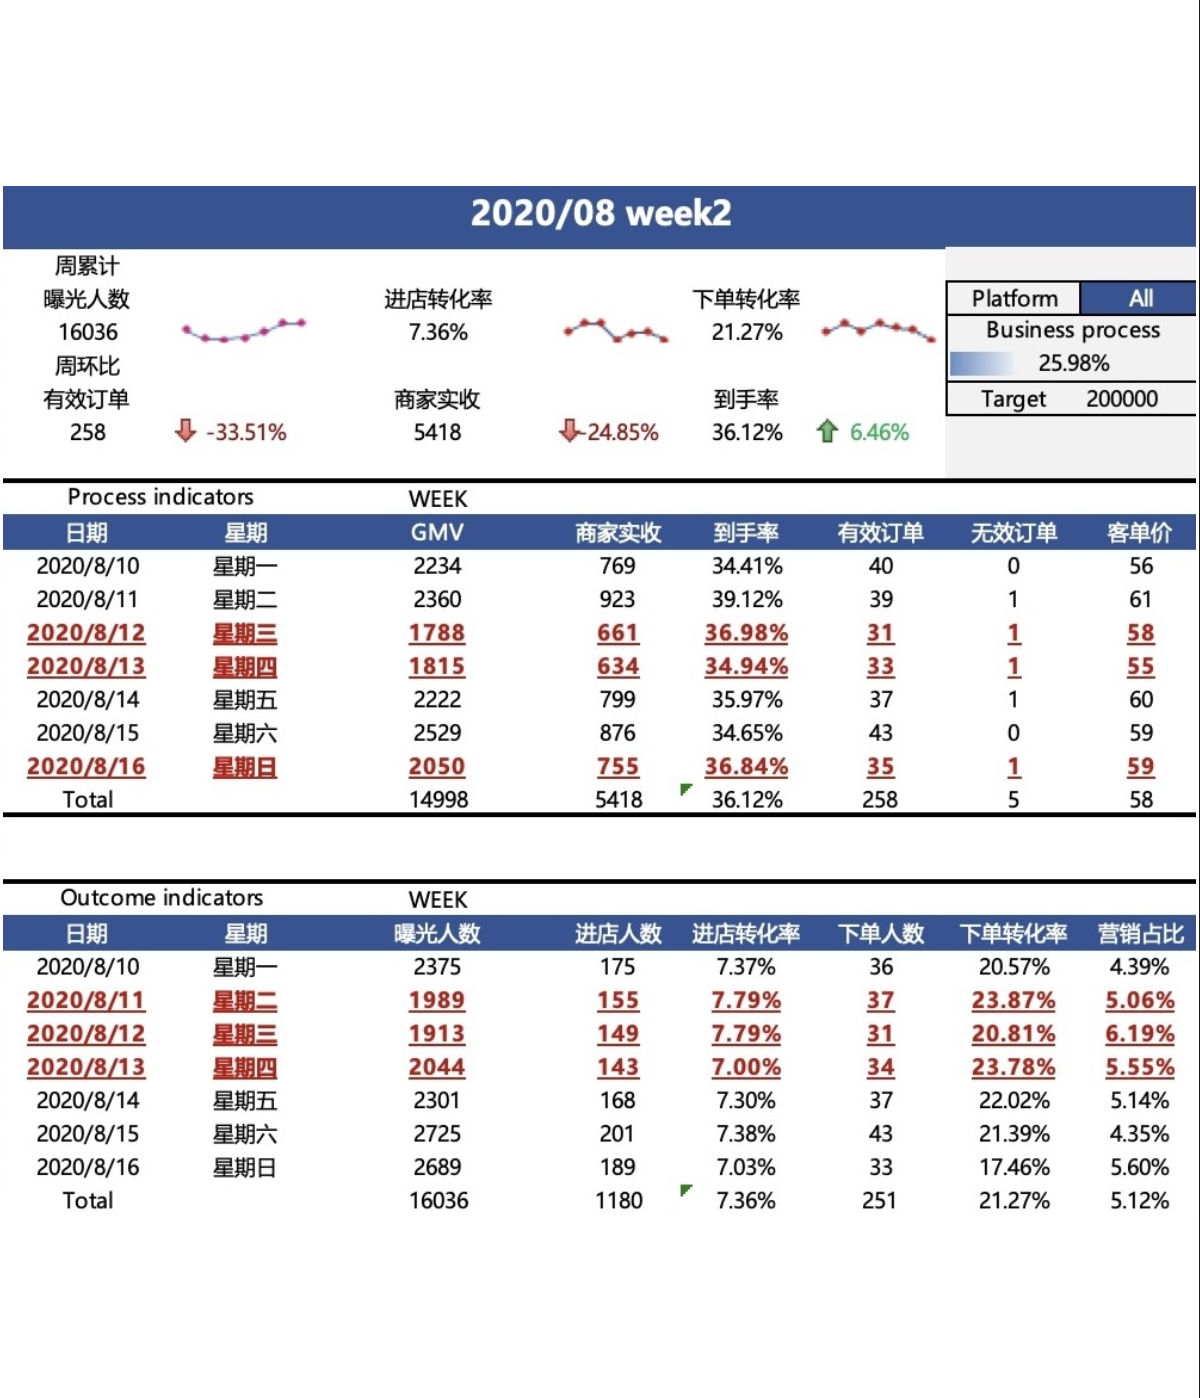 2020/08 week2
周累计
曝光人数 进店转化率 下单转化率 Platform All
16036 7.36% 21.27% Business process
周环比 25.98%
有效订单 商家实收 到手率 Target 200000
258 -33.51% 5418 -24.85% 36.12% 6.46%
Process indicators WEEK
日期 星期 GMV 商家实收 到手率 有效订单 无效订单 客单价
2020/8/10 星期一 2234 769 34.41% 40 0 56
2020/8/11 星期二 2360 923 39.12% 39 1 61
2020/8/12 星期三 1788 661 36.98% 31 1 58
2020/8/13 星期四 1815 634 34.94% 33 1 55
2020/8/14 星期五 2222 799 35.97% 37 1 60
2020/8/15 星期六 2529 876 34.65% 43 0 59
2020/8/16 星期日 2050 755 36.84% 35 1 59
Total 14998 5418 36.12% 258 5 58
Outcome indicators WEEK
日期 星期 曝光人数 进店人数 进店转化率 下单人数 下单转化率 营销占比
2020/8/10 星期一 2375 175 7.37% 36 20.57% 4.39%
2020/8/11 星期二 1989 155 7.79% 37 23.87% 5.06%
2020/8/12 星期三 1913 149 7.79% 31 20.81% 6.19%
2020/8/13 星期四 2044 143 7.00% 34 23.78% 5.55%
2020/8/14 星期五 2301 168 7.30% 37 22.02% 5.14%
2020/8/15 星期六 2725 201 7.38% 43 21.39% 4.35%
2020/8/16 星期日 2689 189 7.03% 33 17.46% 5.60%
Total 16036 1180 7.36% 251 21.27% 5.12%